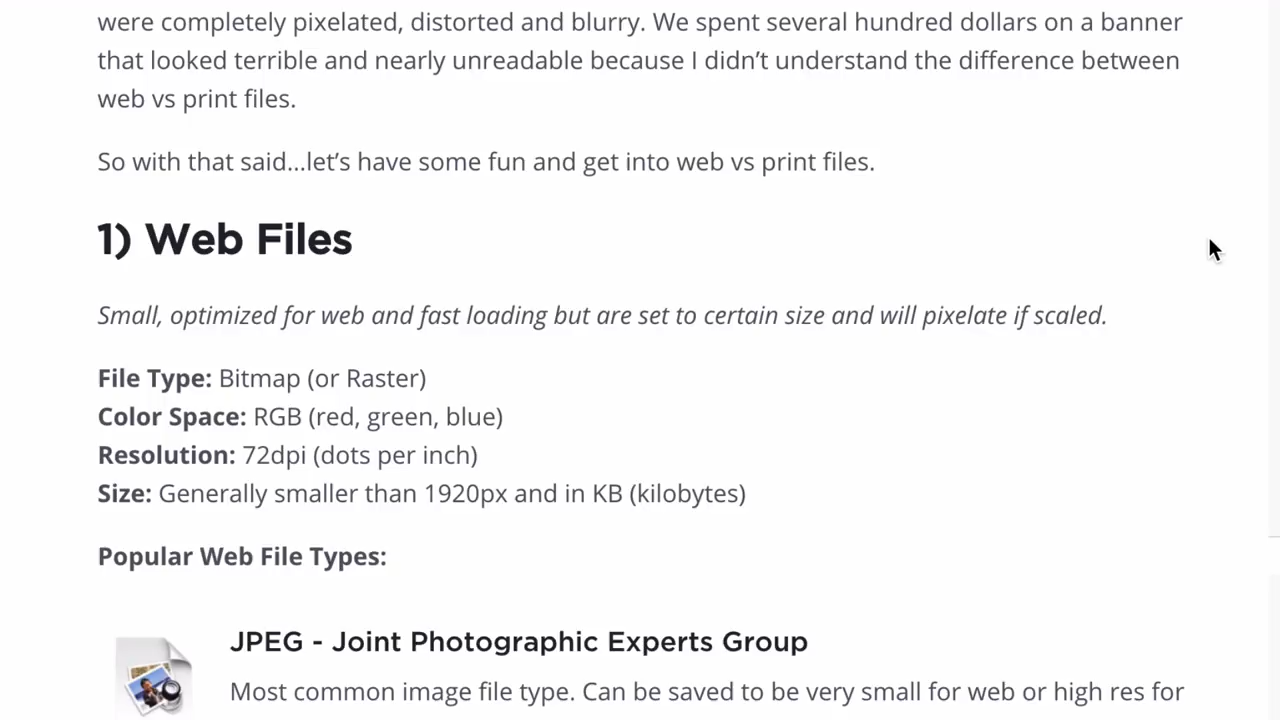 were completely pixelated, distorted and blurry. We spent several hundred dollars on a banner
that looked terrible and nearly unreadable because I didn’t understand the difference between
web vs print files.
So with that said…let’s have some fun and get into web vs print files.
1) Web Files
Small, optimized for web and fast loading but are set to certain size and will pixelate if scaled.
File Type: Bitmap (or Raster)
Color Space: RGB (red, green, blue)
Resolution: 72dpi (dots per inch)
Size: Generally smaller than 1920px and in KB (kilobytes)
Popular Web File Types:
JPEG - Joint Photographic Experts Group
Most common image file type. Can be saved to be very small for web or high res for